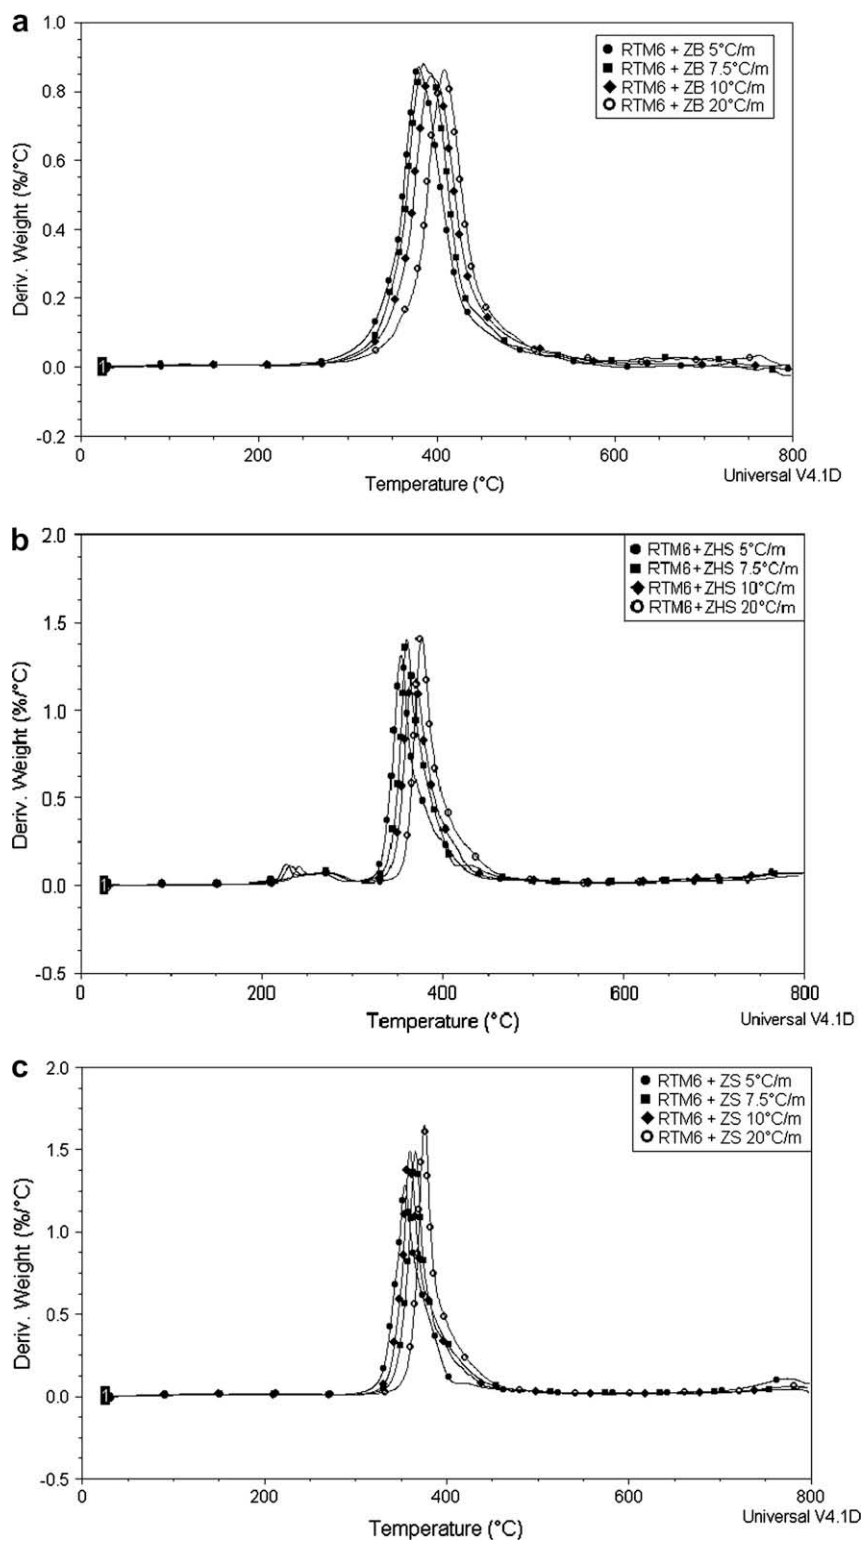 a
1.0
0.8
0.6
0.4
0.2
0.0
-0.2
Deriv. Weight (%/°C)
RTM6 + ZB 5°C/m
RTM6 + ZB 7.5°C/m
RTM6 + ZB 10°C/m
RTM6 + ZB 20°C/m
1
0
200
400
600
800
Temperature (°C)
Universal V4.1D
b
2.0
1.5
1.0
0.5
0.0
-0.5
Deriv. Weight (%/°C)
RTM6+ZHS 5°C/m
RTM6+ZHS 7.5°C/m
RTM6+ZHS 10°C/m
RTM6+ZHS 20°C/m
1
0
200
400
600
800
Temperature (°C)
Universal V4.1D
c
2.0
1.5
1.0
0.5
0.0
-0.5
Deriv. Weight (%/°C)
RTM6 + ZS 5°C/m
RTM6 + ZS 7.5°C/m
RTM6 + ZS 10°C/m
RTM6 + ZS 20°C/m
1
0
200
400
600
800
Temperature (°C)
Universal V4.1D